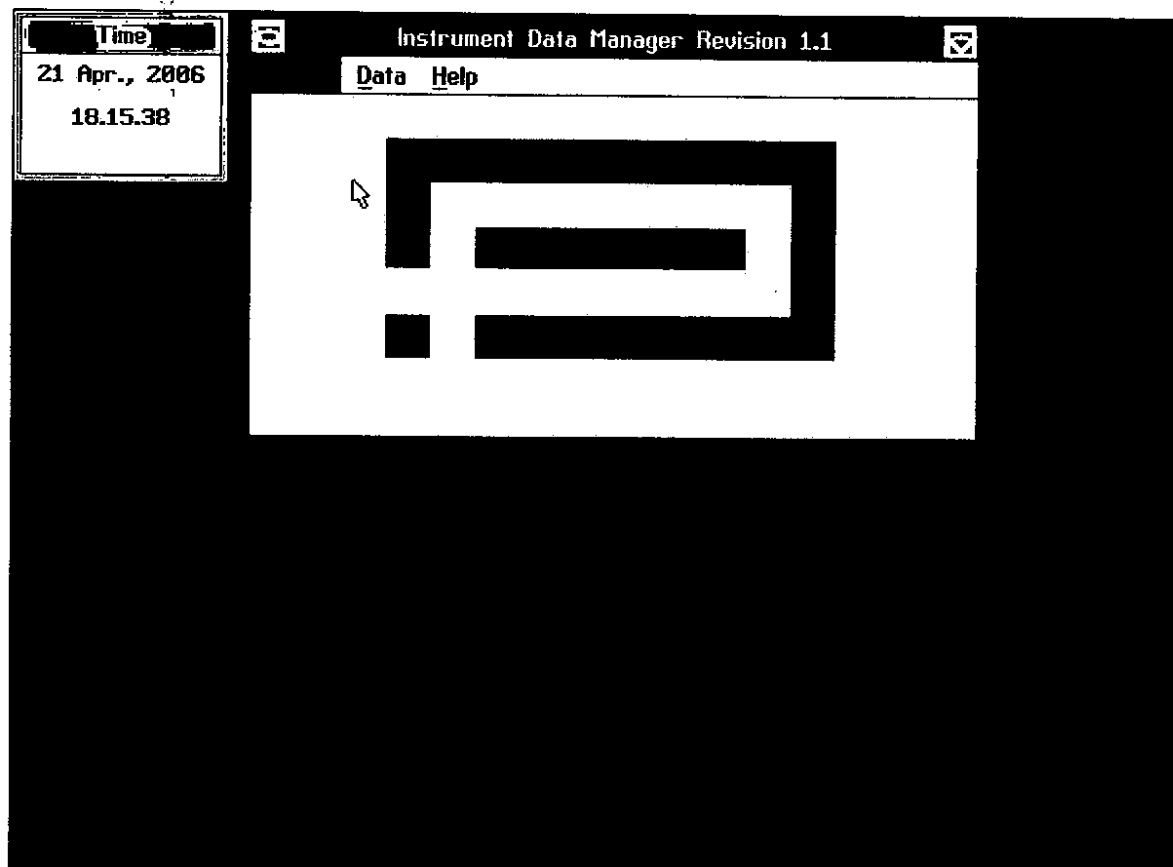 Time
21 Apr., 2006
18.15.38
Instrument Data Manager Revision 1.1
Data Help